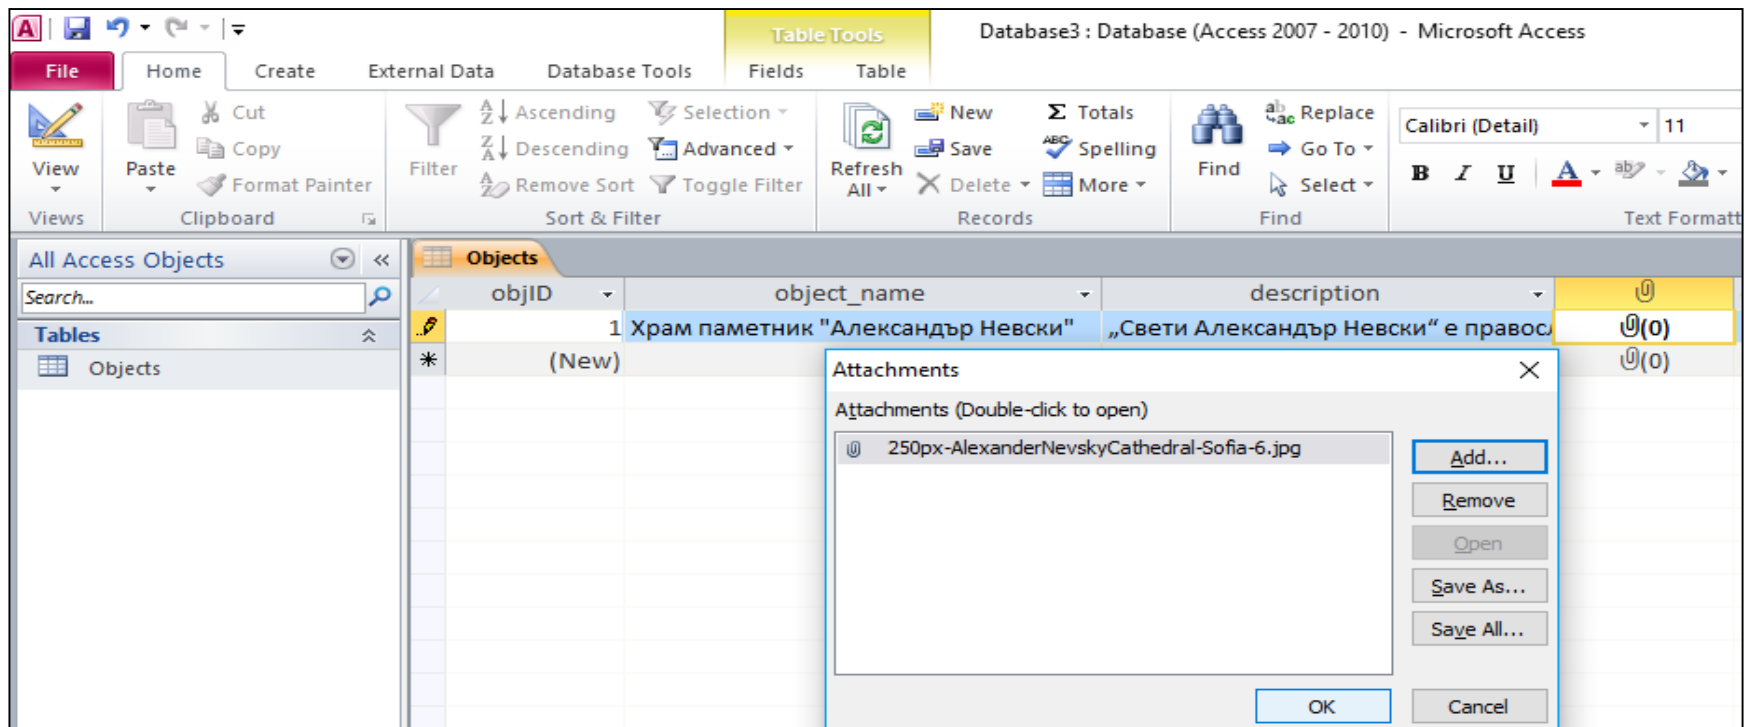 A
Table Tools
Database3 : Database (Access 2007 - 2010) - Microsoft Access
File Home Create External Data Database Tools Fields Table
Cut
Copy
Format Painter
View
Paste
Views
Clipboard
Filter
Ascending
Descending
Remove Sort
Selection
Advanced
Toggle Filter
Sort & Filter
Refresh
All
New
Save
Delete
Totals
Spelling
More
Records
Find
Replace
Go To
Select
Find
Calibri (Detail) 11
B I U A
Text Formatt
All Access Objects
Search...
Tables
Objects
Objects
objID object_name description
1 Храм паметник "Александър Невски" „Свети Александър Невски“ е правосл (0)
(New) (0)
Attachments
Attachments (Double-click to open)
250px-AlexanderNevskyCathedral-Sofia-6.jpg
Add...
Remove
Open
Save As...
Save All...
OK Cancel